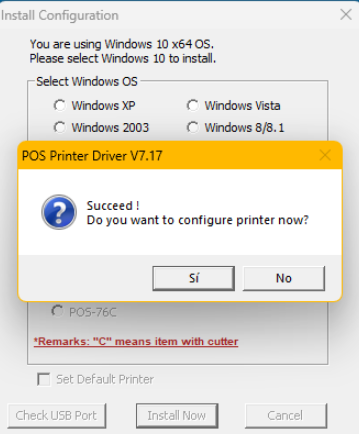 Install Configuration
You are using Windows 10 x64 OS.
Please select Windows 10 to install.
Select Windows OS
Windows XP
Windows Vista
Windows 2003
Windows 8/8.1
POS Printer Driver V7.17
Succeed !
Do you want to configure printer now?
Sí
No
POS-76C
*Remarks: "C" means item with cutter
Set Default Printer
Check USB Port
Install Now
Cancel